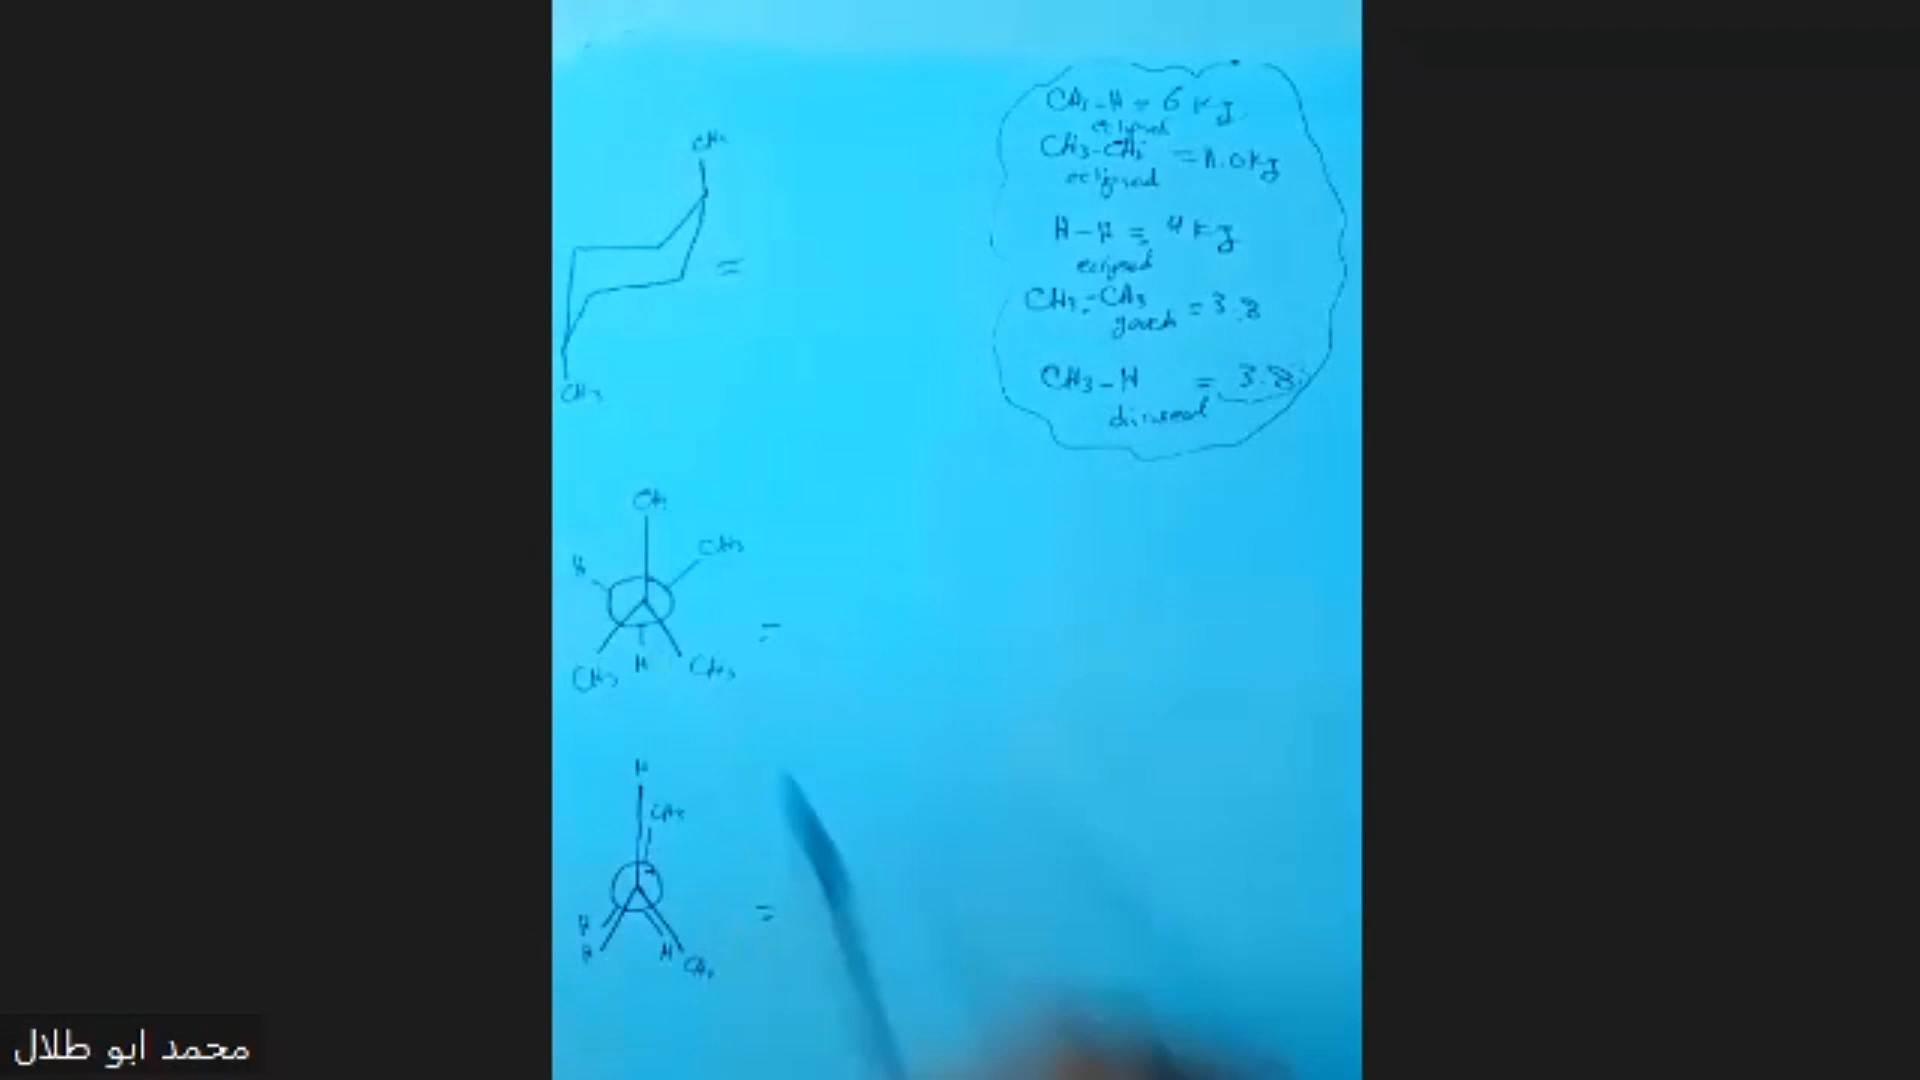 CH3-H = 6 kJ
eclipsed
CH3-CH3 = 11.0 kJ
eclipsed
H-H = 4 kJ
eclipsed
CH3-CH3 = 3.8
gauch
CH3-H = 3.8
CH3
=
CH3
CH3
H
CH3
=
CH3 H CH3
H
CH3
=
H
H H CH3
محمد ابو طلال